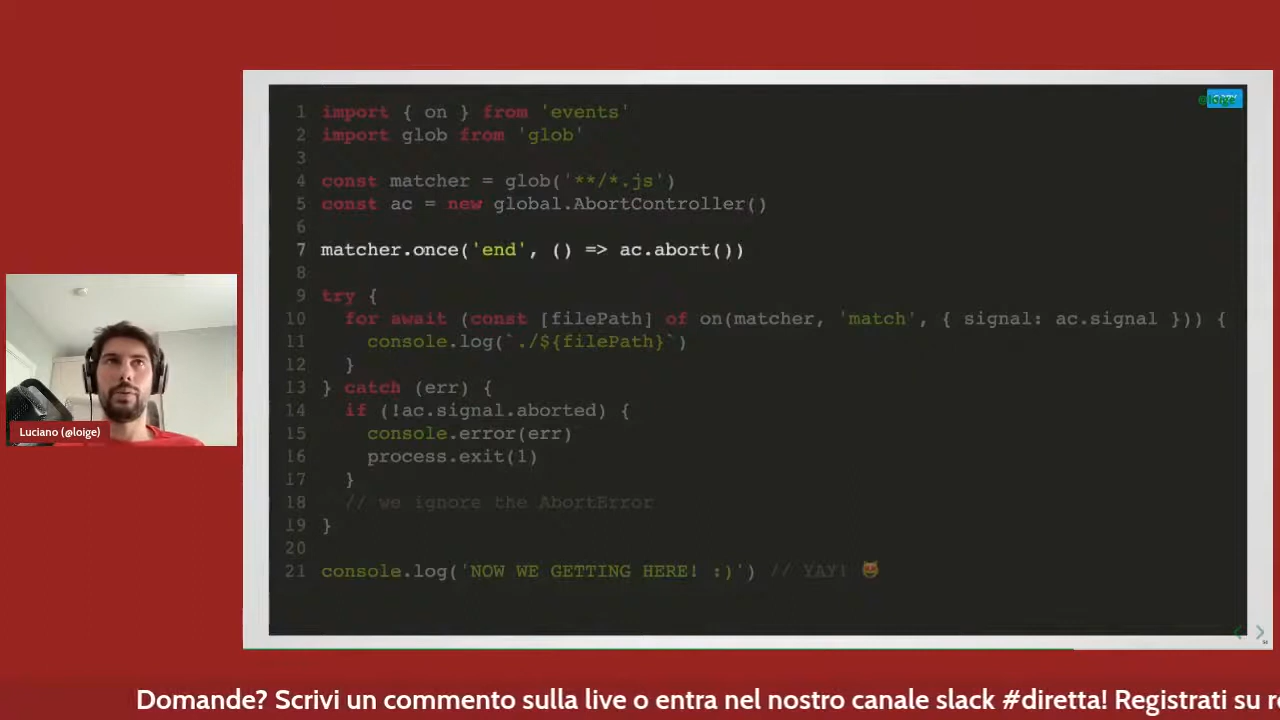 @loige
1 import { on } from 'events'
2 import glob from 'glob'
3
4 const matcher = glob('**/*.js')
5 const ac = new global.AbortController()
6
7 matcher.once('end', () => ac.abort())
8
9 try {
10 for await (const [filePath] of on(matcher, 'match', { signal: ac.signal })) {
11 console.log(`./${filePath}`)
12 }
13 } catch (err) {
14 if (!ac.signal.aborted) {
15 console.error(err)
16 process.exit(1)
17 }
18 // we ignore the AbortError
19 }
20
21 console.log('NOW WE GETTING HERE! :)') // YAY! 😻
Luciano (@loige)
Domande? Scrivi un commento sulla live o entra nel nostro canale slack #diretta! Registrati su